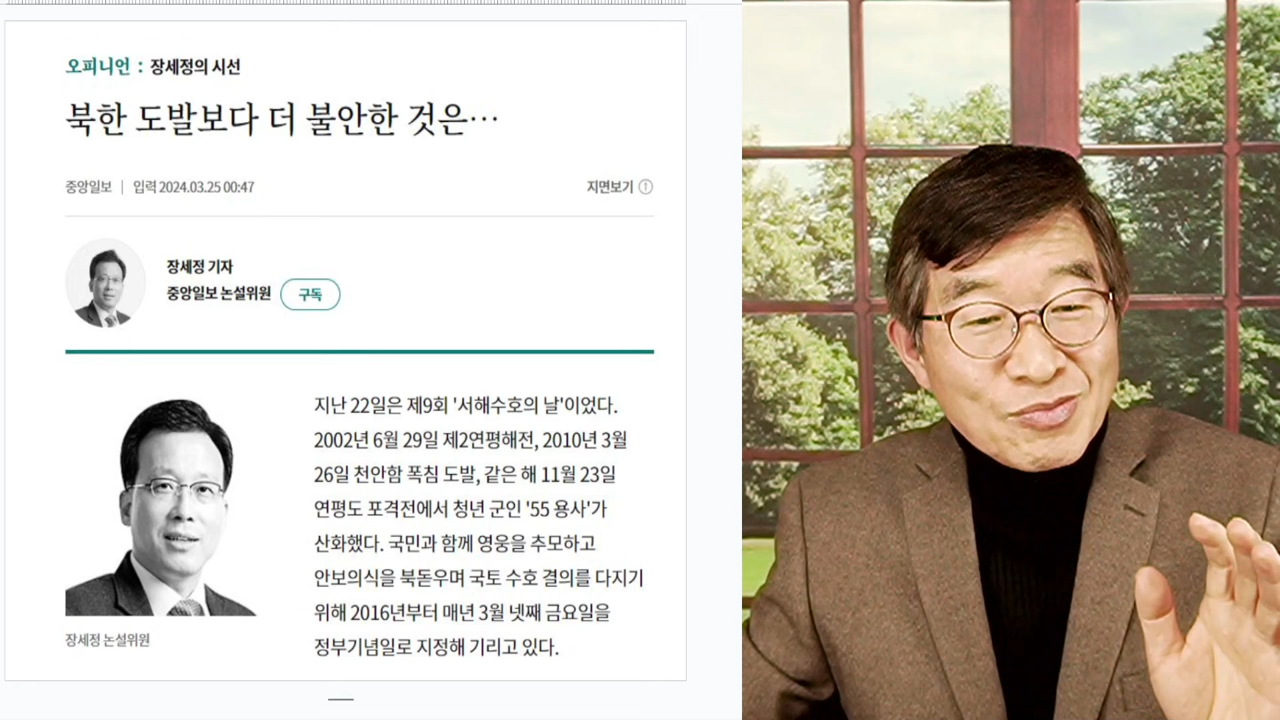 오피니언 : 장세정의 시선
북한 도발보다 더 불안한 것은…
중앙일보 | 입력 2024.03.25 00:47
지면보기
장세정 기자
중앙일보 논설위원
구독
지난 22일은 제9회 '서해수호의 날'이었다.
2002년 6월 29일 제2연평해전, 2010년 3월
26일 천안함 폭침 도발, 같은 해 11월 23일
연평도 포격전에서 청년 군인 '55 용사'가
산화했다. 국민과 함께 영웅을 추모하고
안보의식을 북돋우며 국토 수호 결의를 다지기
위해 2016년부터 매년 3월 넷째 금요일을
정부기념일로 지정해 기리고 있다.
장세정 논설위원